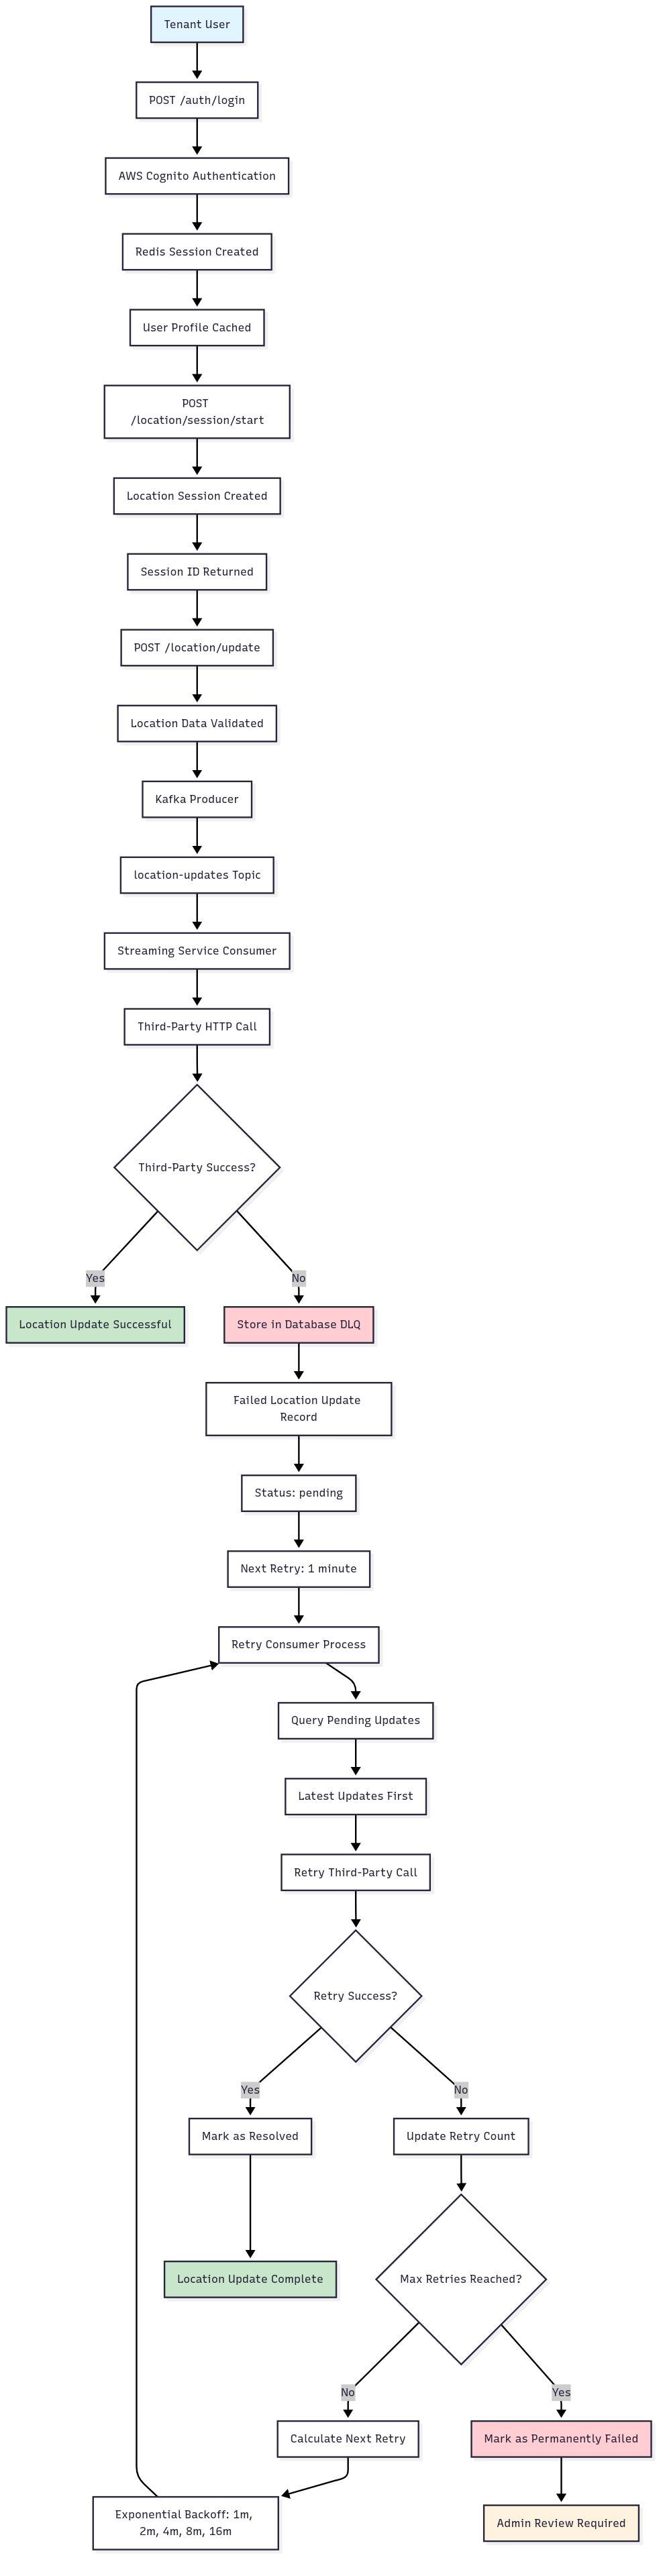 Tenant User
POST /auth/login
AWS Cognito Authentication
Redis Session Created
User Profile Cached
POST
/location/session/start
Location Session Created
Session ID Returned
POST /location/update
Location Data Validated
Kafka Producer
location-updates Topic
Streaming Service Consumer
Third-Party HTTP Call
Third-Party Success?
Yes
No
Location Update Successful
Store in Database DLQ
Failed Location Update
Record
Status: pending
Next Retry: 1 minute
Retry Consumer Process
Query Pending Updates
Latest Updates First
Retry Third-Party Call
Retry Success?
Yes
No
Mark as Resolved
Update Retry Count
Location Update Complete
Max Retries Reached?
No
Yes
Calculate Next Retry
Mark as Permanently Failed
Exponential Backoff: 1m,
2m, 4m, 8m, 16m
Admin Review Required